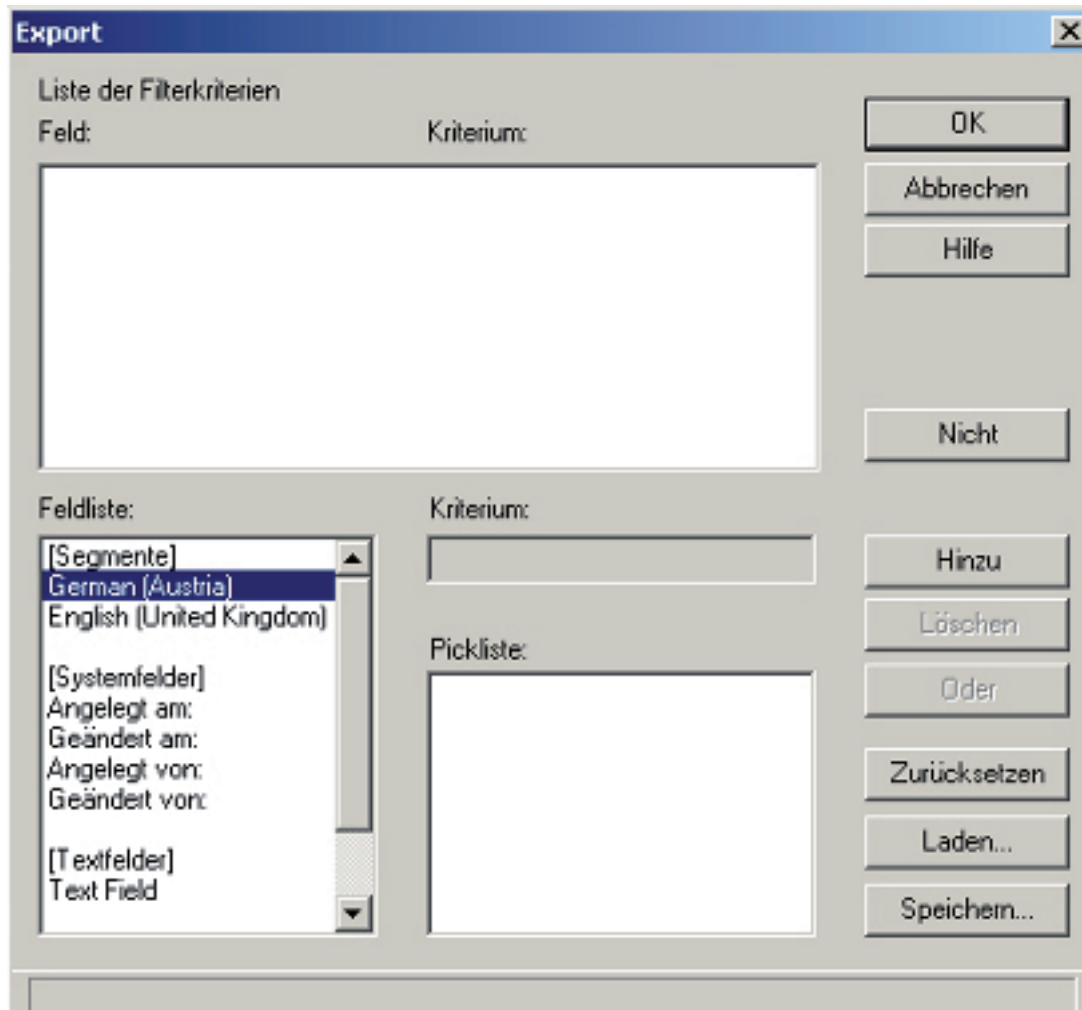 Export
Liste der Filterkriterien
Feld: Kriterium:
OK
Abbrechen
Hilfe
Nicht
Feldliste: Kriterium:
[Segmente]
German (Austria)
English (United Kingdom)
[Systemfelder]
Angelegt am:
Geändert am:
Angelegt von:
Geändert von:
[Textfelder]
Text Field
Pickliste:
Hinzu
Löschen
Oder
Zurücksetzen
Laden...
Speichern...